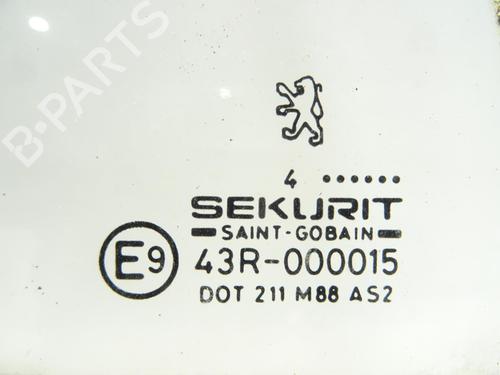 B-PARTS
4 ••••••
SEKURIT
SAINT-GOBAIN
E9 43R-000015
DOT 211 M88 AS2